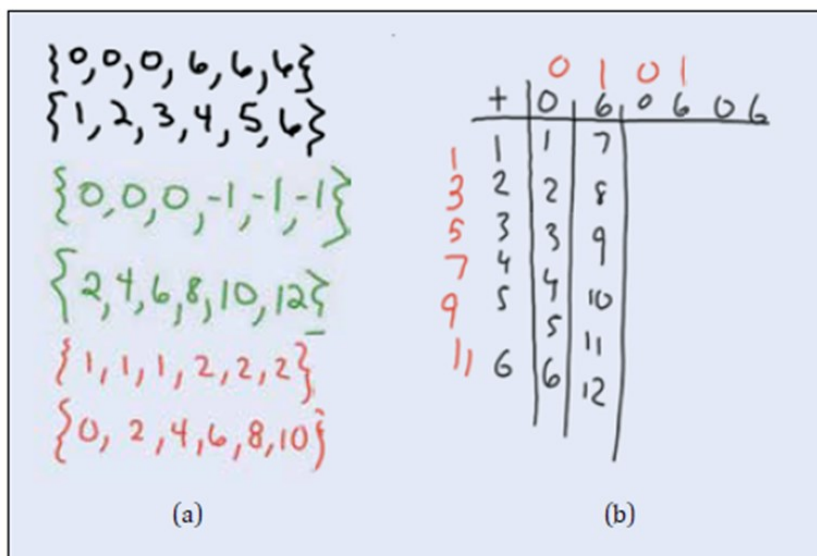 {0,0,0,6,6,6}
{1,2,3,4,5,6}
{0,0,0,-1,-1,-1}
{2,4,6,8,10,12}
{1,1,1,2,2,2}
{0,2,4,6,8,10}
(a)
0 1 0 1
+ 0 6 0 6 0 6
1 1 1 7
3 2 2 8
5 3 3 9
7 4 4 10
9 5 5 11
11 6 6 12
(b)